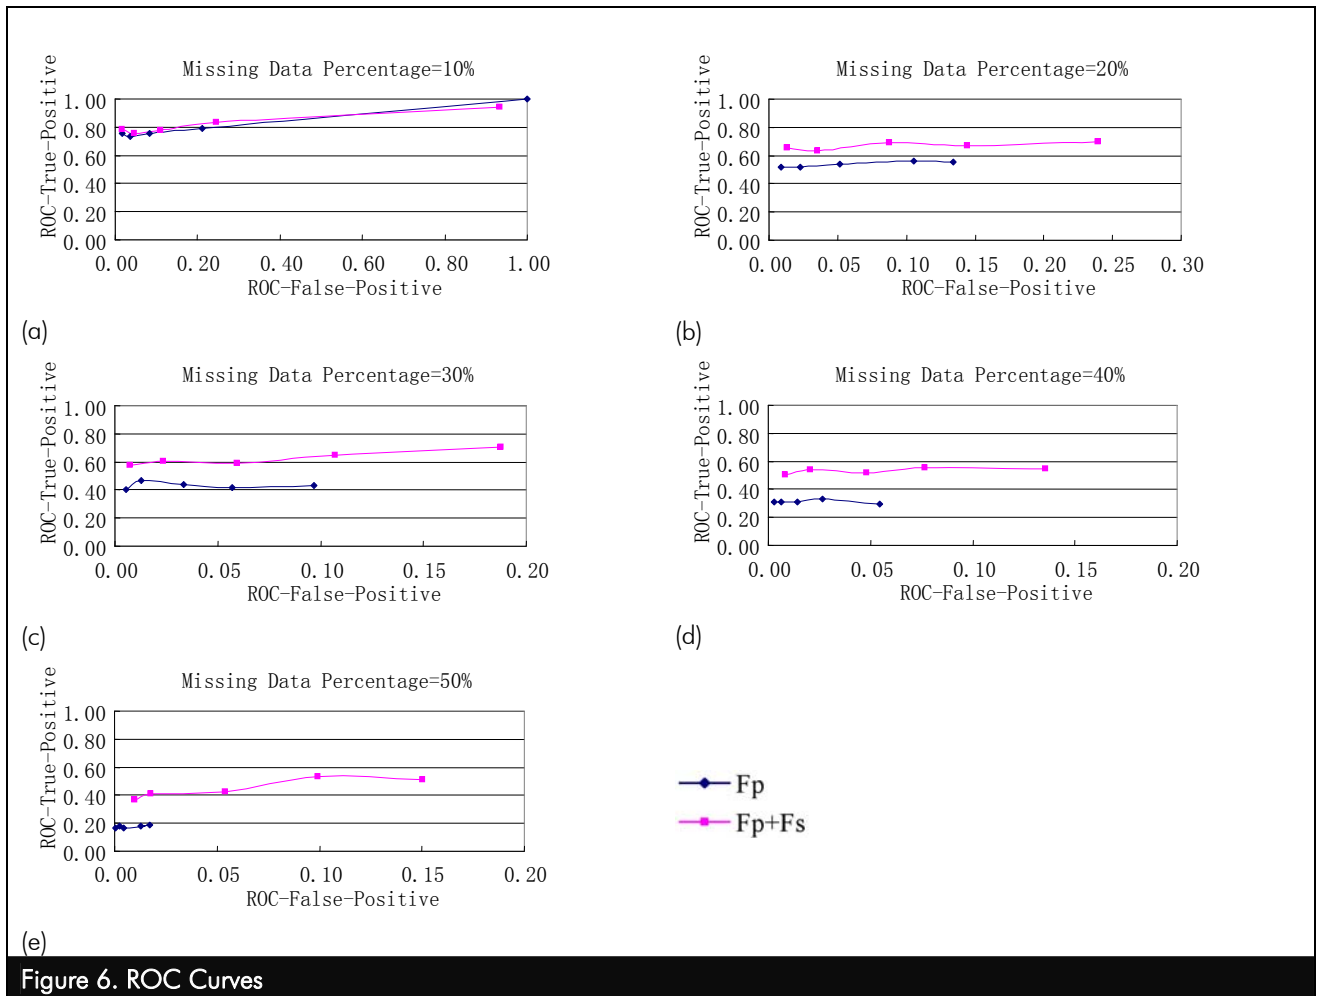 Missing Data Percentage=10%
ROC-True-Positive
1.00
0.80
0.60
0.40
0.20
0.00
0.00 0.20 0.40 0.60 0.80 1.00
ROC-False-Positive
(a)
Missing Data Percentage=20%
ROC-True-Positive
1.00
0.80
0.60
0.40
0.20
0.00
0.00 0.05 0.10 0.15 0.20 0.25 0.30
ROC-False-Positive
(b)
Missing Data Percentage=30%
ROC-True-Positive
1.00
0.80
0.60
0.40
0.20
0.00
0.00 0.05 0.10 0.15 0.20
ROC-False-Positive
(c)
Missing Data Percentage=40%
ROC-True-Positive
1.00
0.80
0.60
0.40
0.20
0.00
0.00 0.05 0.10 0.15 0.20
ROC-False-Positive
(d)
Missing Data Percentage=50%
ROC-True-Positive
1.00
0.80
0.60
0.40
0.20
0.00
0.00 0.05 0.10 0.15 0.20
ROC-False-Positive
(e)
Fp
Fp+Fs
Figure 6. ROC Curves